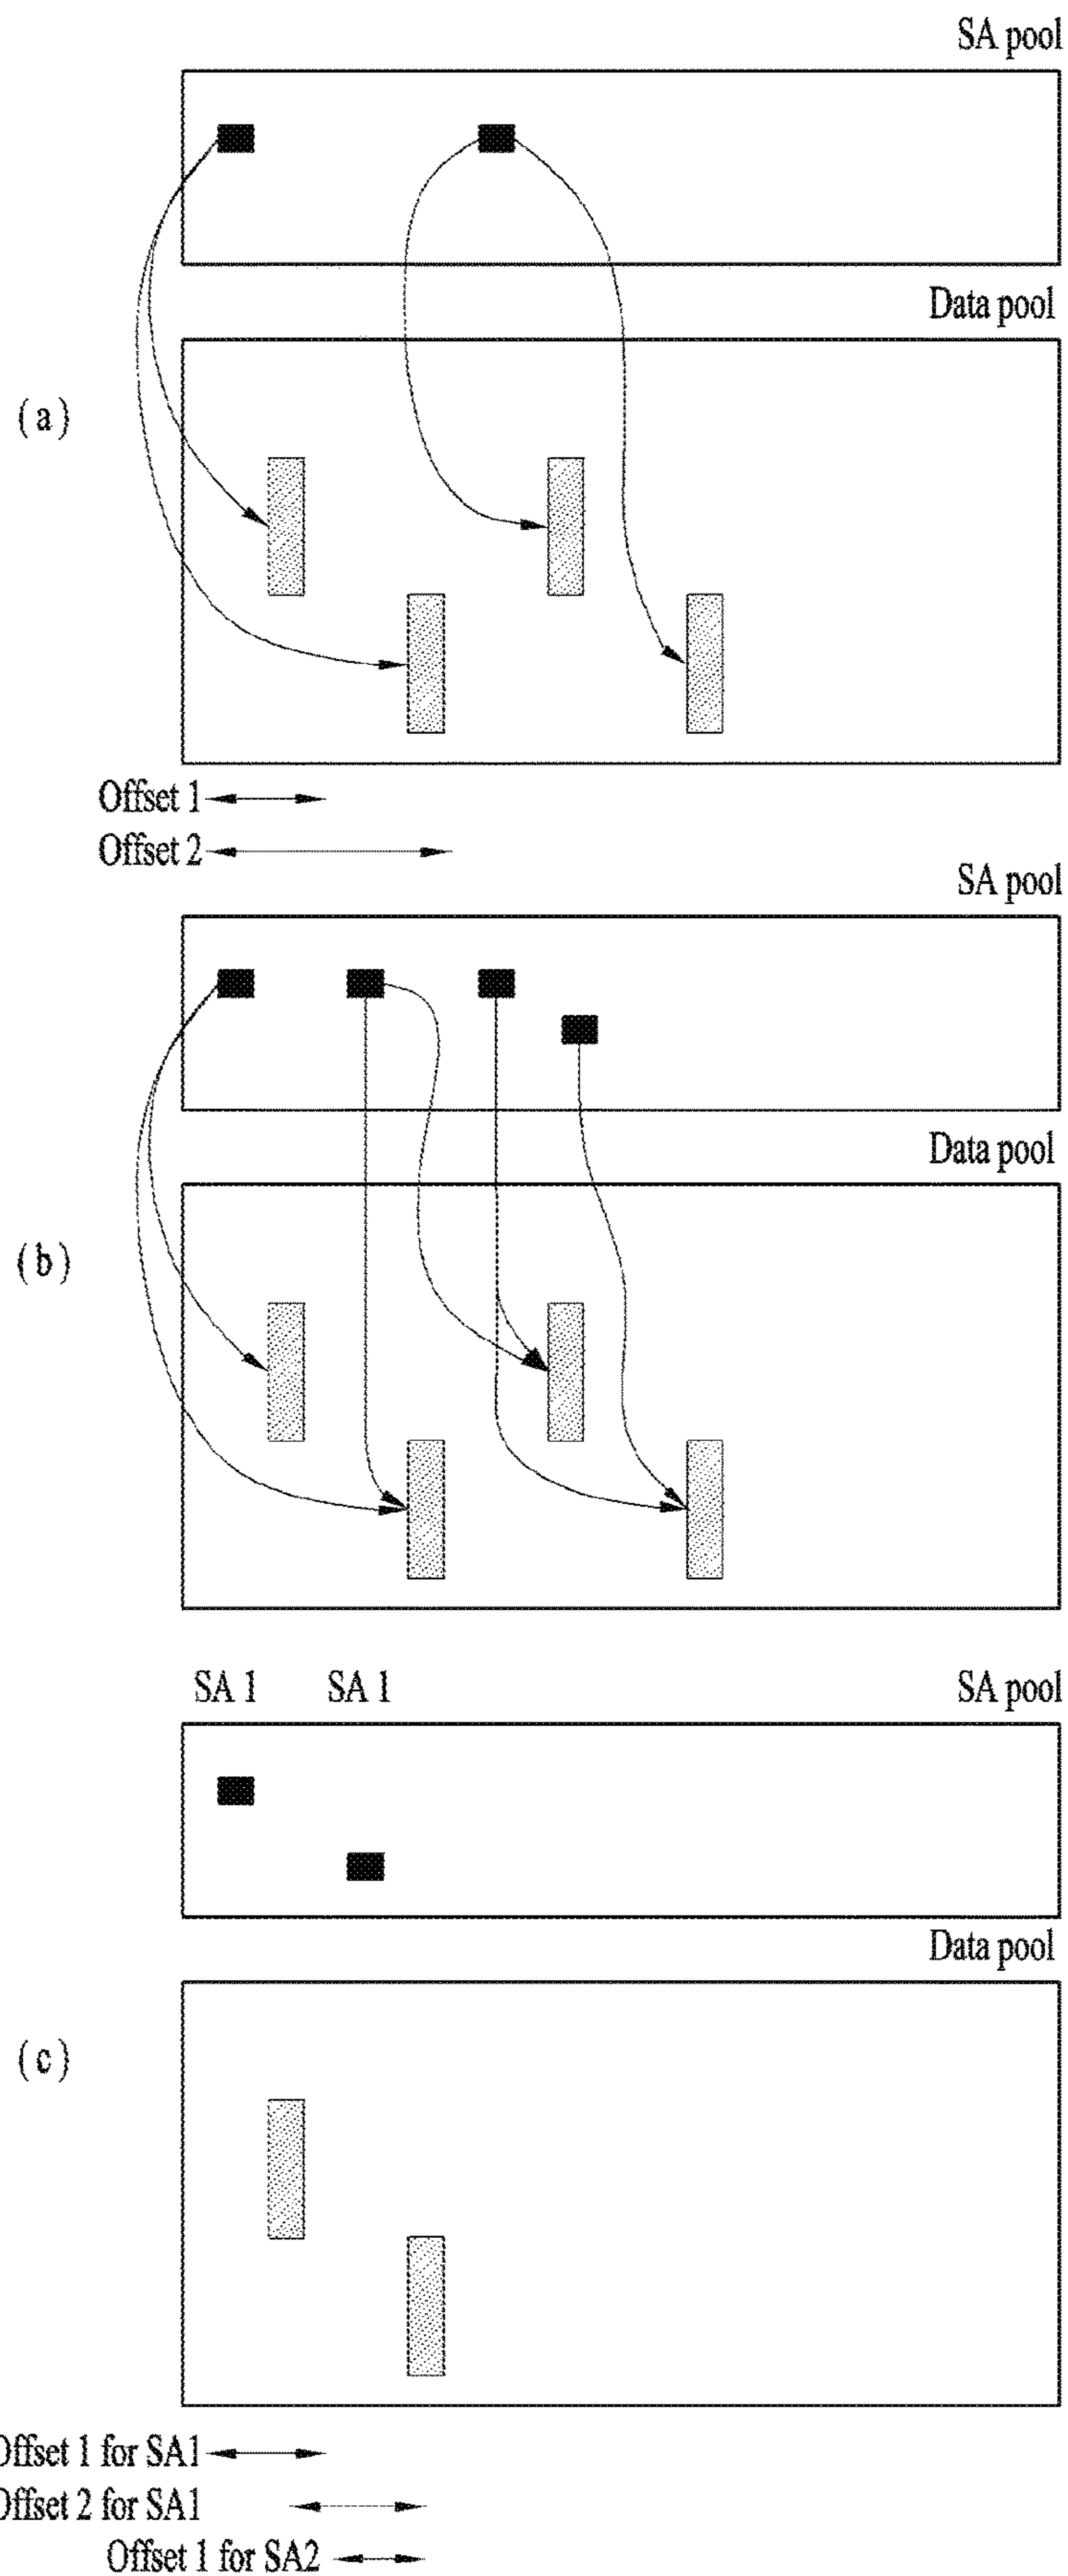 SA pool
Data pool
(a)
Offset 1
Offset 2
SA pool
Data pool
(b)
SA 1 SA 1 SA pool
Data pool
(c)
Offset 1 for SA1
Offset 2 for SA1
Offset 1 for SA2